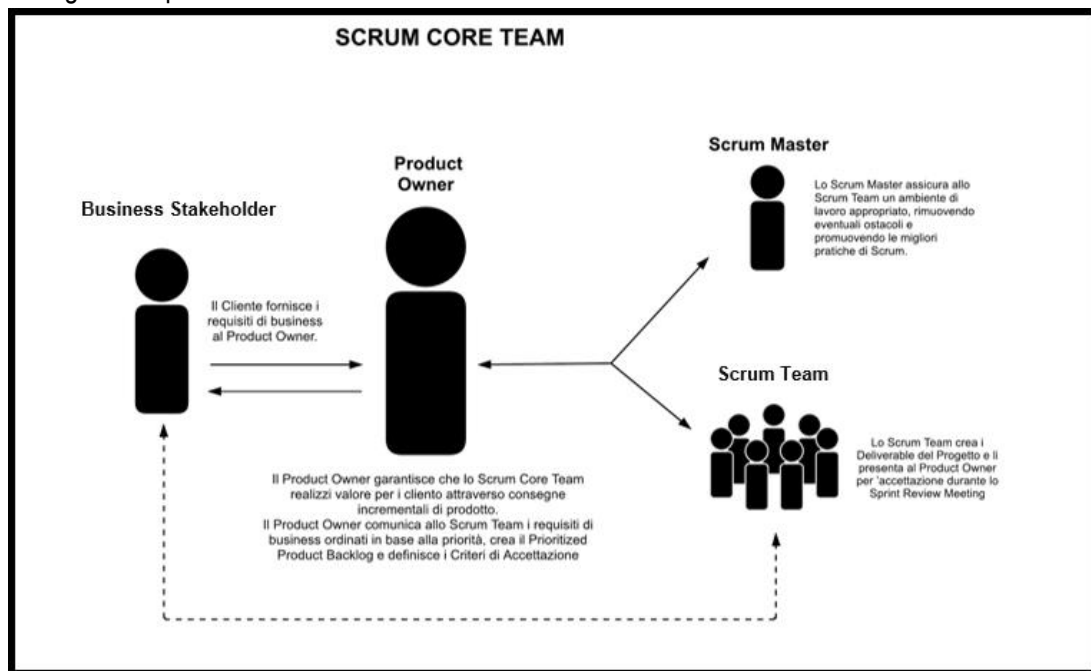 SCRUM CORE TEAM
Scrum Master
Lo Scrum Master assicura allo
Scrum Team un ambiente di
lavoro appropriato, rimuovendo
eventuali ostacoli e
promuovendo le migliori
pratiche di Scrum.
Product
Owner
Business Stakeholder
Il Cliente fornisce i
requisiti di business
al Product Owner.
Scrum Team
Lo Scrum Team crea i
Deliverable del Progetto e li
presenta al Product Owner
per 'accettazione durante lo
Sprint Review Meeting
Il Product Owner garantisce che lo Scrum Core Team
realizzi valore per i cliente attraverso consegne
incrementali di prodotto.
Il Product Owner comunica allo Scrum Team i requisiti di
business ordinati in base alla priorità, crea il Prioritized
Product Backlog e definisce i Criteri di Accettazione